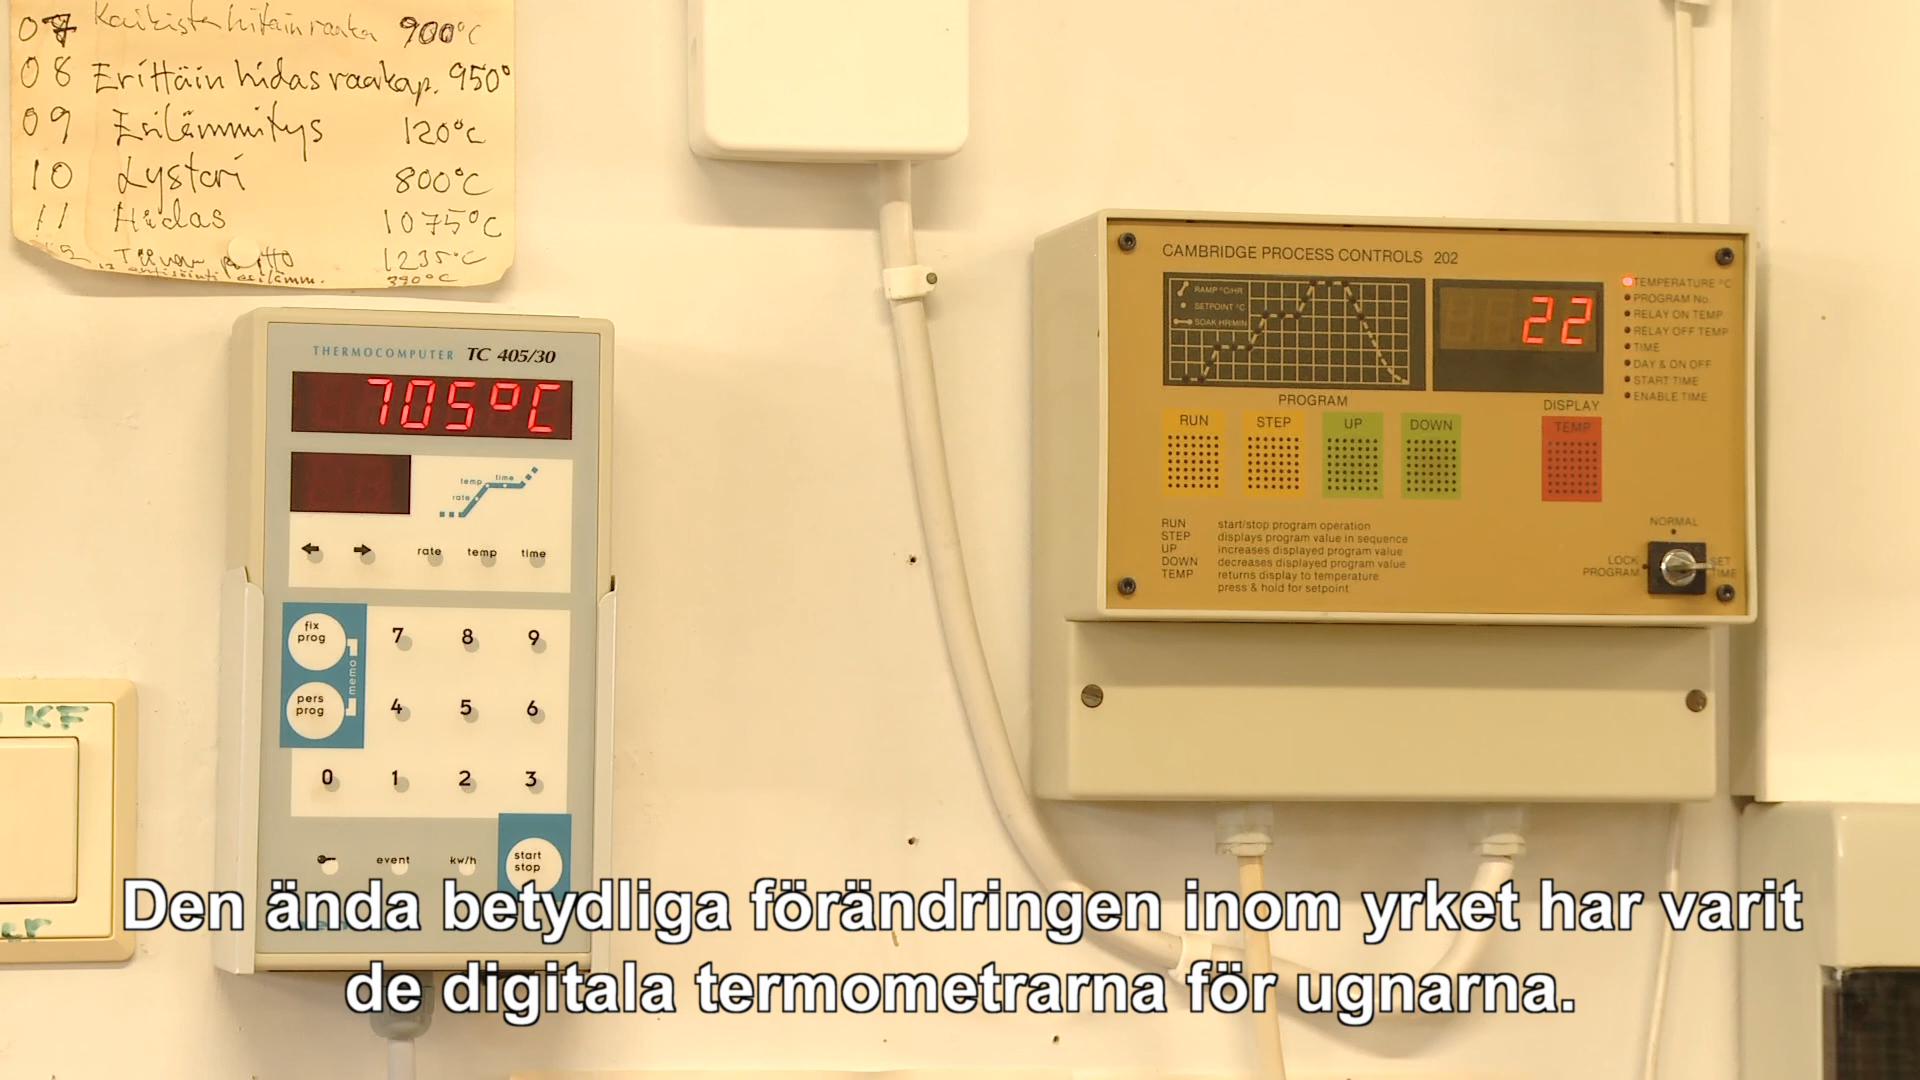 07 900°C
08 Erittäin hidas raakap. 950°
09 Esilämmitys 120°C
10 Lysteri 800°C
11 Hidas 1075°C
1235°C
esilämm. 390°C
THERMOCOMPUTER TC 405/30
705°C
temp time
rate
rate temp time
fix prog
memo
pers prog
7 8 9
4 5 6
0 1 2 3
event kw/h start stop
KF
CAMBRIDGE PROCESS CONTROLS 202
RAMP °C/HR
SETPOINT °C
SOAK HR/MIN
22
TEMPERATURE °C
PROGRAM No.
RELAY ON TEMP
RELAY OFF TEMP
TIME
DAY & ON OFF
START TIME
ENABLE TIME
PROGRAM
DISPLAY
RUN STEP UP DOWN TEMP
RUN start/stop program operation
STEP displays program value in sequence
UP increases displayed program value
DOWN decreases displayed program value
TEMP returns display to temperature
press & hold for setpoint
NORMAL
LOCK PROGRAM
SET TIME
Den ända betydliga förändringen inom yrket har varit
de digitala termometrarna för ugnarna.